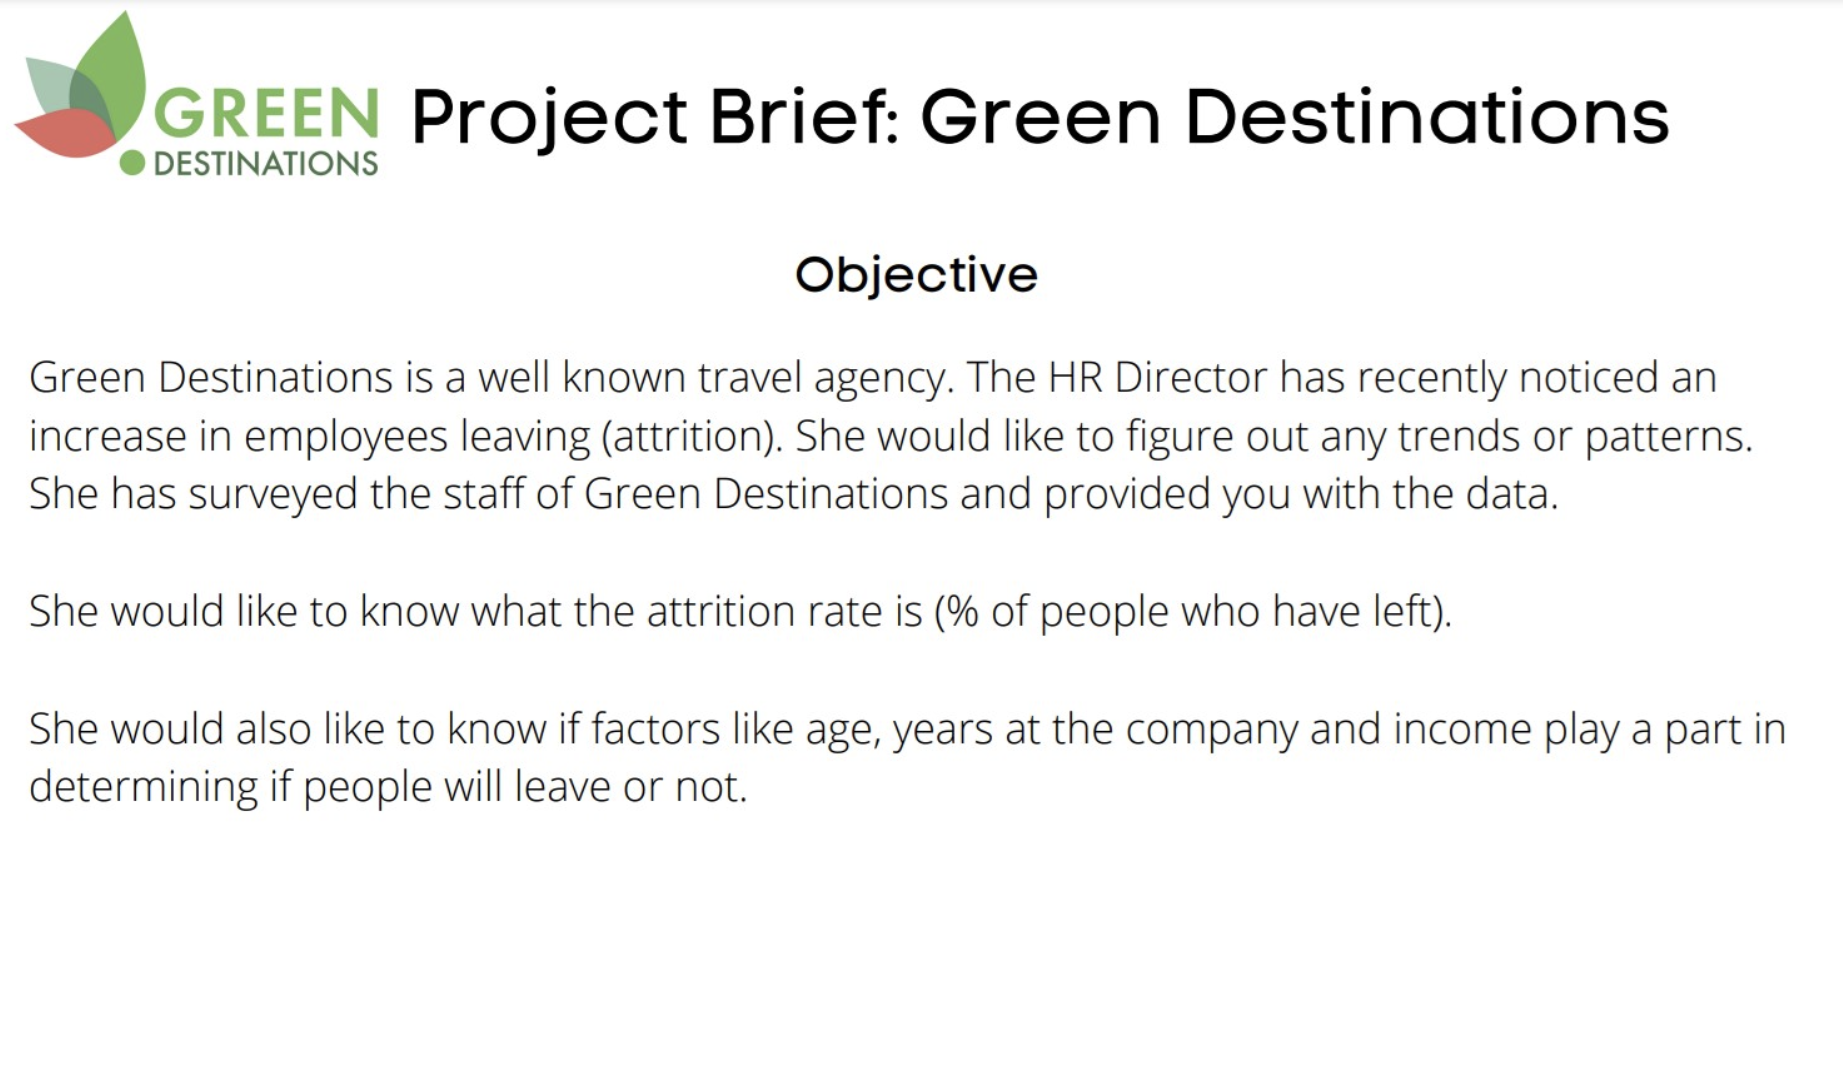 GREEN
DESTINATIONS
Project Brief: Green Destinations
Objective
Green Destinations is a well known travel agency. The HR Director has recently noticed an
increase in employees leaving (attrition). She would like to figure out any trends or patterns.
She has surveyed the staff of Green Destinations and provided you with the data.
She would like to know what the attrition rate is (% of people who have left).
She would also like to know if factors like age, years at the company and income play a part in
determining if people will leave or not.